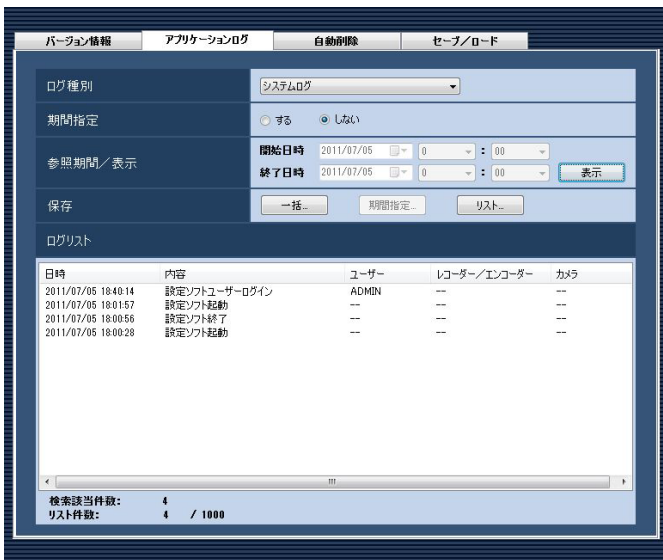 バージョン情報 アプリケーションログ 自動削除 セーブ/ロード
ログ種別 システムログ
期間指定 する しない
参照期間/表示
開始日時 2011/07/05 0 : 00
終了日時 2011/07/05 0 : 00 表示
保存 一括... 期間指定... リスト...
ログリスト
日時 内容 ユーザー レコーダー/エンコーダー カメラ
2011/07/05 18:40:14 設定ソフトユーザーログイン ADMIN -- --
2011/07/05 18:01:57 設定ソフト起動 -- -- --
2011/07/05 18:00:56 設定ソフト終了 -- -- --
2011/07/05 18:00:28 設定ソフト起動 -- -- --
検索該当件数: 4
リスト件数: 4 / 1000